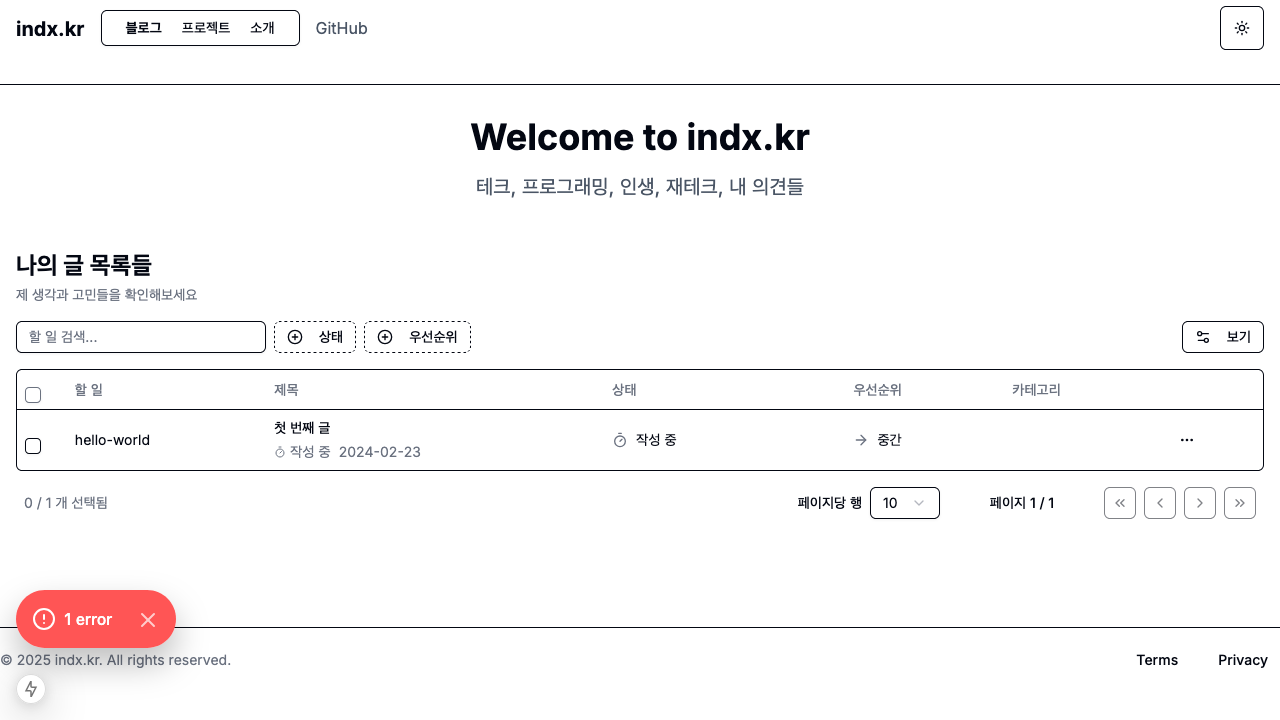 indx.kr 블로그 프로젝트 소개 GitHub
Welcome to indx.kr
테크, 프로그래밍, 인생, 재테크, 내 의견들
나의 글 목록들
제 생각과 고민들을 확인해보세요
할 일 검색... 상태 우선순위 보기
할 일 제목 상태 우선순위 카테고리
hello-world 첫 번째 글 작성 중 중간
작성 중 2024-02-23
0 / 1 개 선택됨 페이지당 행 10 페이지 1 / 1
1 error
© 2025 indx.kr. All rights reserved. Terms Privacy